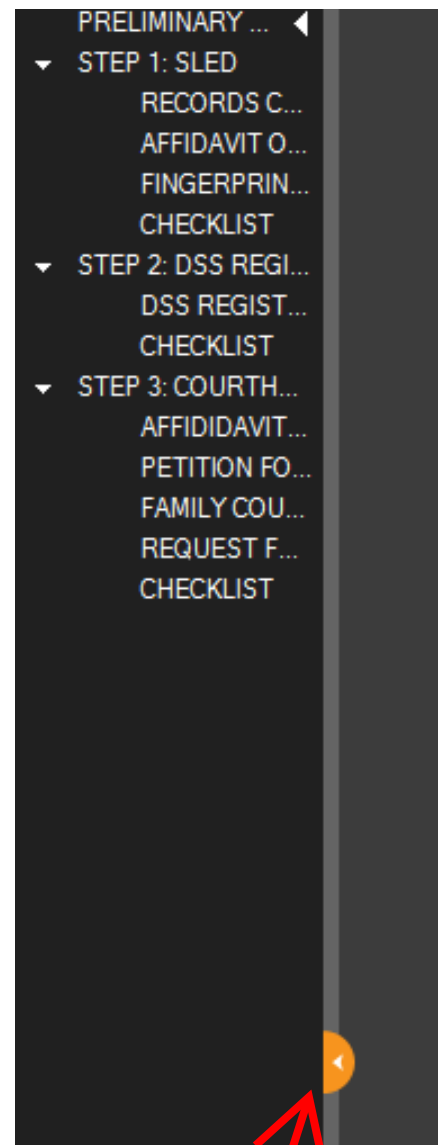 PRELIMINARY ...
STEP 1: SLED
RECORDS C...
AFFIDAVIT O...
FINGERPRIN...
CHECKLIST
STEP 2: DSS REGI...
DSS REGIST...
CHECKLIST
STEP 3: COURTH...
AFFIDIDAVIT...
PETITION FO...
FAMILY COU...
REQUEST F...
CHECKLIST